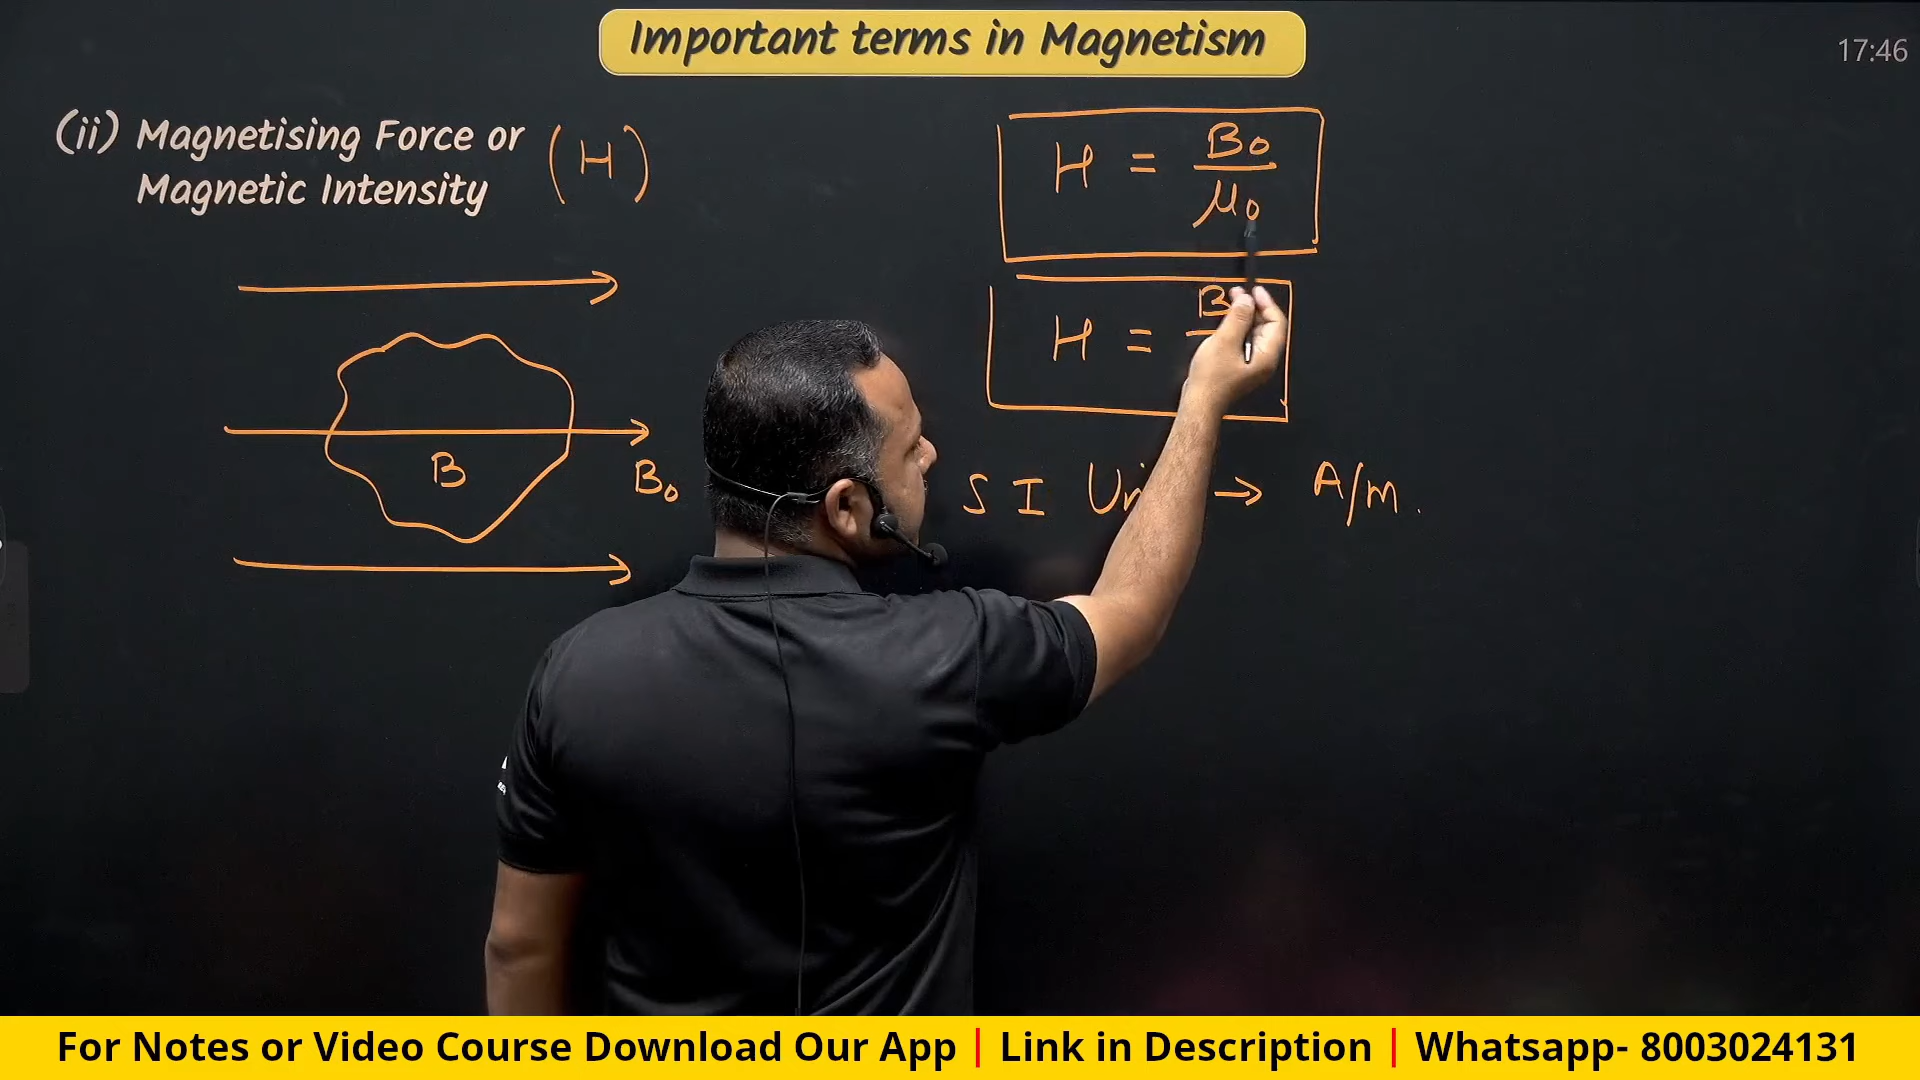 Important terms in Magnetism
17:46
(ii) Magnetising Force or
Magnetic Intensity
(H)
H = B₀/μ₀
H = B
B
B₀
S I
→ A/m.
For Notes or Video Course Download Our App | Link in Description | Whatsapp- 8003024131